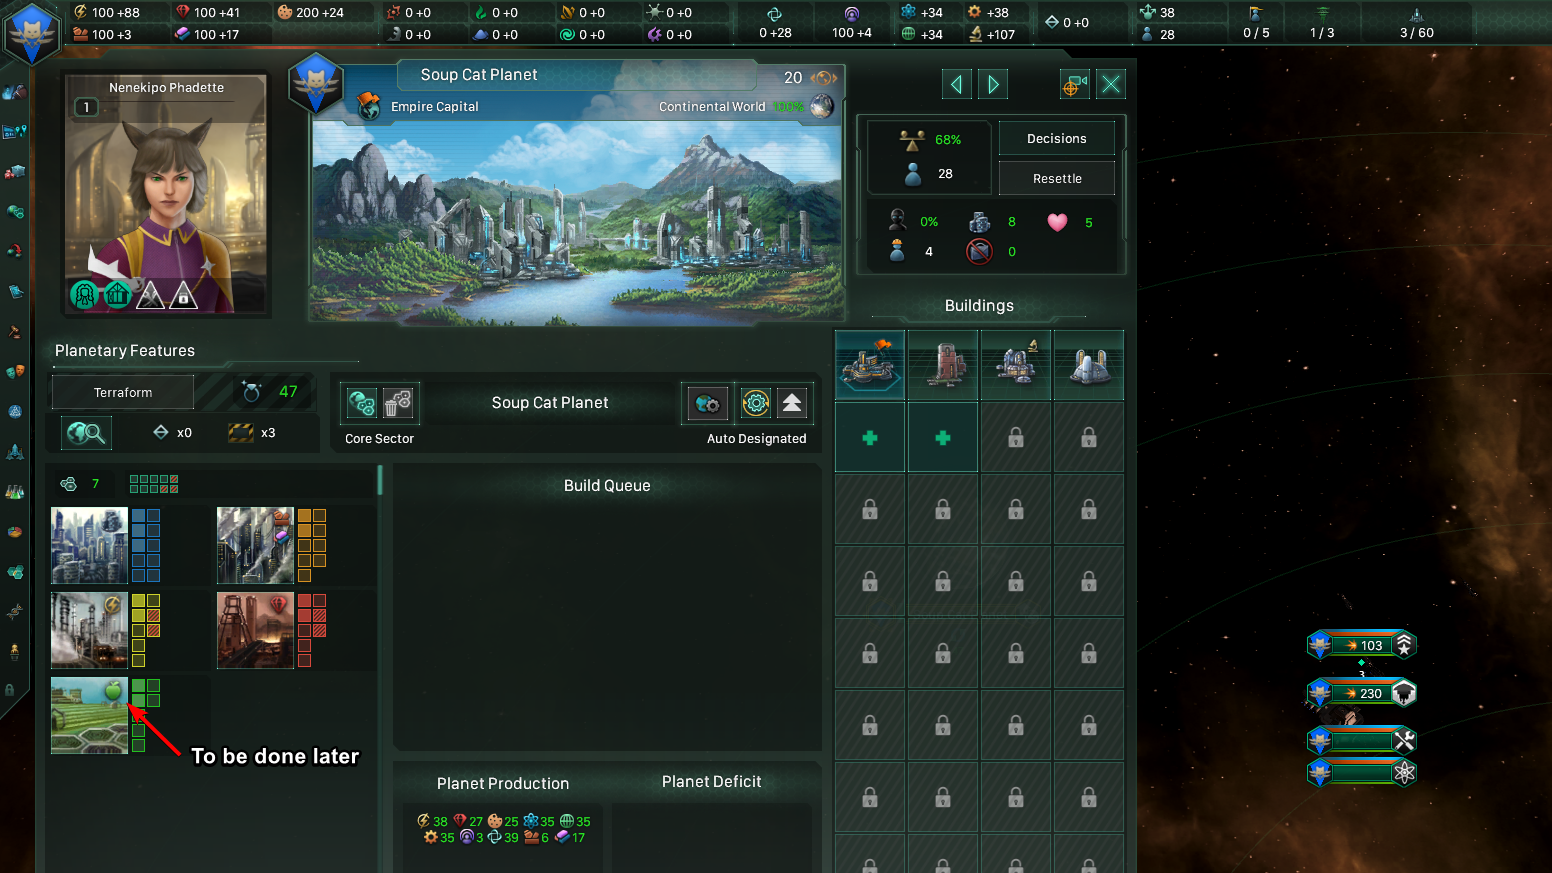 100 +88
100 +41
200 +24
0 +0
0 +0
0 +0
0 +0
0 +28
100 +4
+34
+38
0 +0
38
0 / 5
1 / 3
3 / 60
100 +3
100 +17
0 +0
0 +0
0 +0
0 +0
+34
+107
28
Nenekipo Phadette
1
Soup Cat Planet
20
Empire Capital
Continental World
100%
68%
28
Decisions
Resettle
0%
8
5
4
0
Buildings
Planetary Features
Terraform
47
x0
x3
Soup Cat Planet
Core Sector
Auto Designated
7
Build Queue
To be done later
Planet Production
Planet Deficit
38 27 25 35 35
35 3 39 6 17
103
3
230